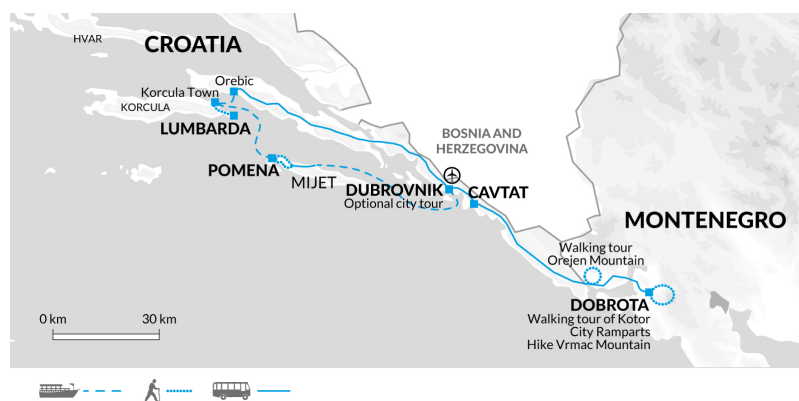 HVAR
CROATIA
Orebic
Korcula Town
KORCULA
LUMBARDA
BOSNIA AND
HERZEGOVINA
POMENA
MIJET
DUBROVNIK
Optional city tour
CAVTAT
MONTENEGRO
Walking tour
Orejen Mountain
DOBROTA
Walking tour of Kotor
City Ramparts
Hike Vrmac Mountain
0 km
30 km